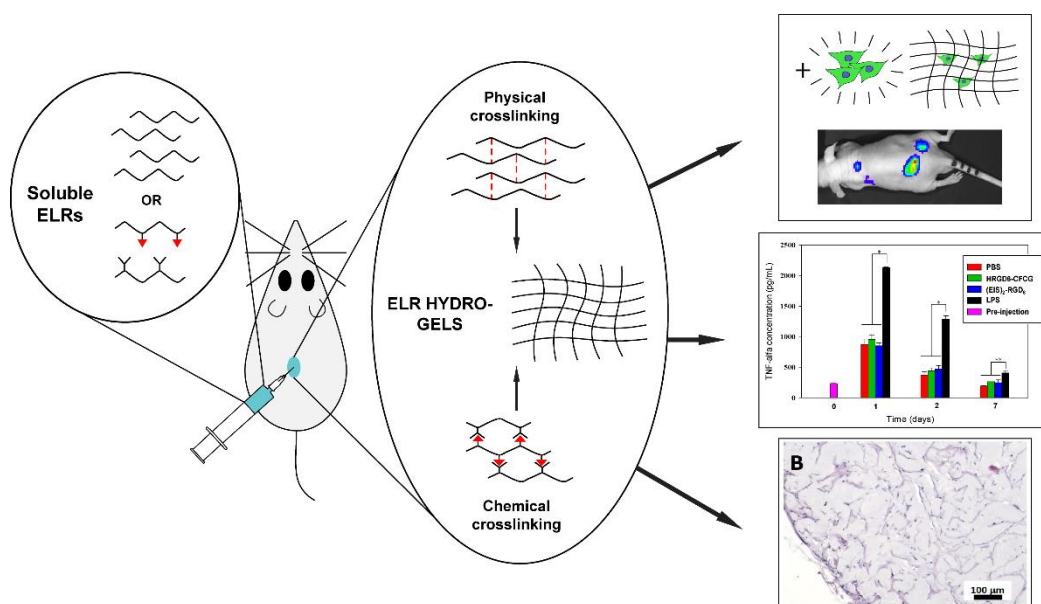 Soluble
ELRs
OR
Physical
crosslinking
ELR HYDRO-
GELS
Chemical
crosslinking
+
TNF-alfa concentration (pg/mL)
2500
2000
1500
1000
500
0
PBS
HRGD6-CFCG
(EIS)2-RGD6
LPS
Pre-injection
*
*
0
1
2
7
Time (days)
B
100 µm